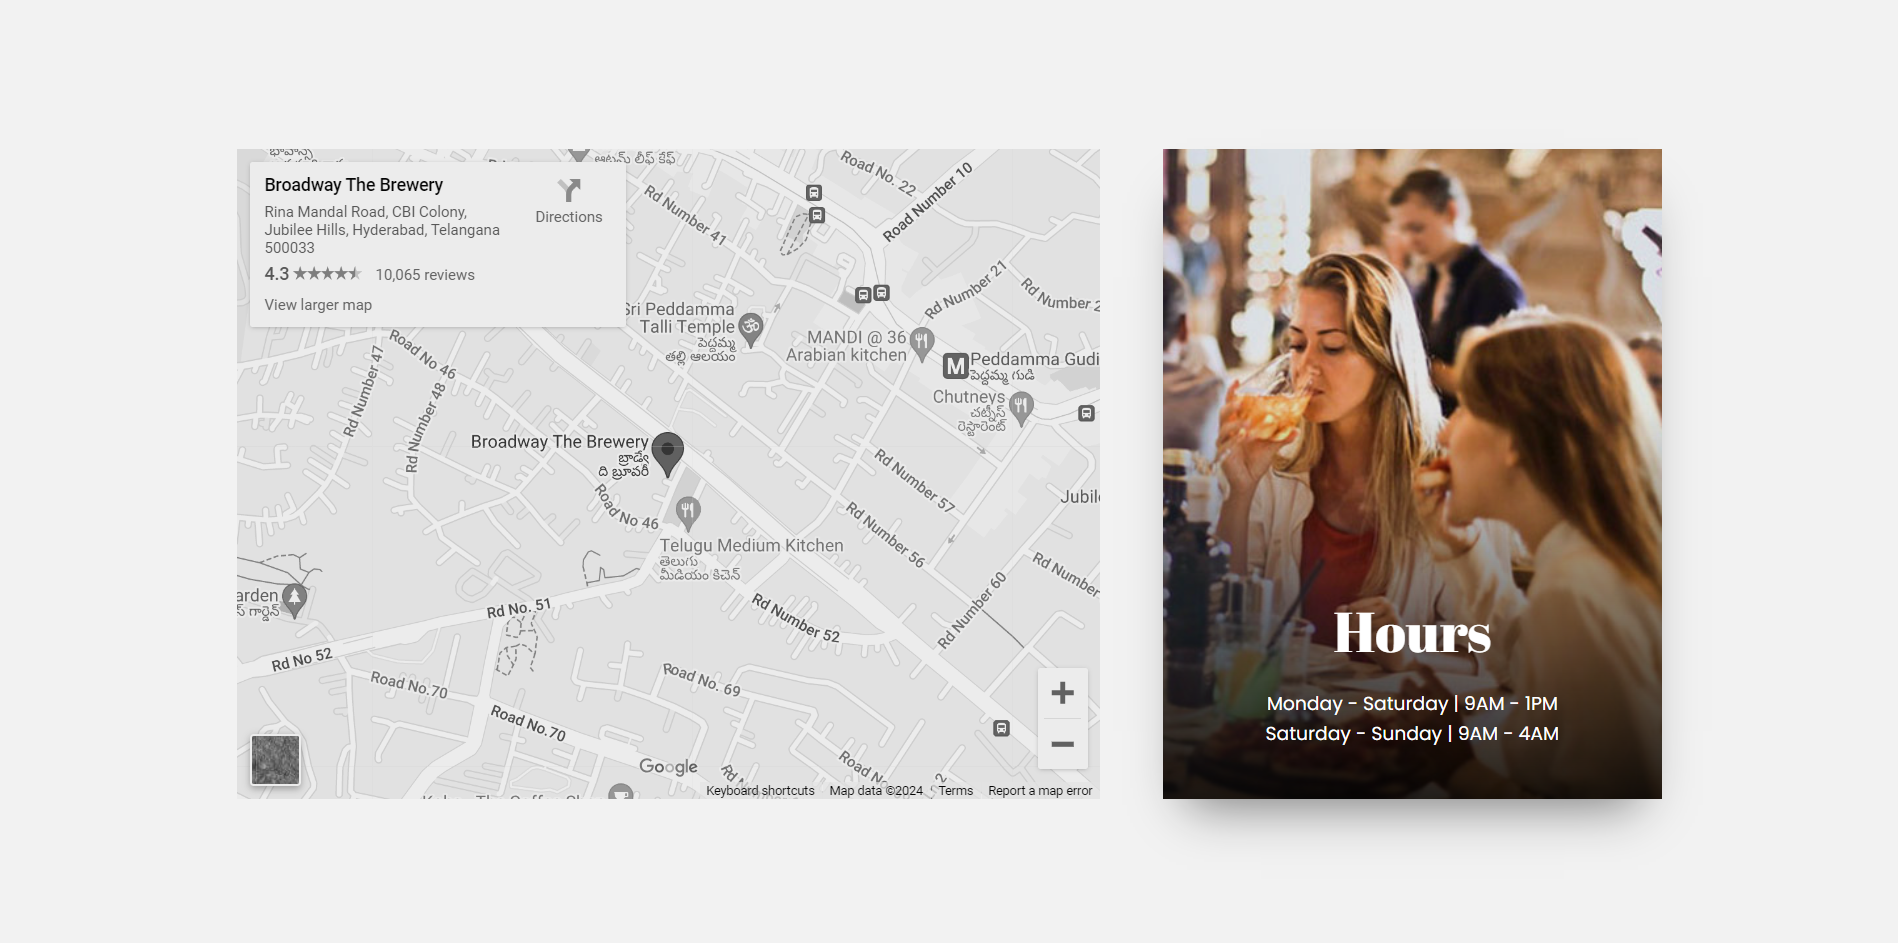 ఆటమ్ లీఫ్ కేఫ్
Broadway The Brewery
Rina Mandal Road, CBI Colony,
Jubilee Hills, Hyderabad, Telangana
500033
4.3
10,065 reviews
View larger map
Directions
Road No. 22
Road Number 10
Rd Number 41
Rd Number 21
Rd Number 2
Sri Peddamma
Talli Temple
పెద్దమ్మ
తల్లి ఆలయం
MANDI @ 36
Arabian kitchen
M
Peddamma Gudi
పెద్దమ్మ గుడి
Chutneys
చట్నీస్
రెస్టారెంట్
Road No 46
Rd Number 47
Rd Number 48
Broadway The Brewery
బ్రాడ్వే
ది బ్రూవరీ
Road No 46
Telugu Medium Kitchen
తెలుగు
మీడియం కిచెన్
Rd Number 57
Rd Number 56
Jubil
Rd Number
Rd Number 60
arden
స్ గార్డెన్
Rd No. 51
Rd No 52
Rd Number 52
Road No.70
Road No. 69
Road No.70
Road No.
Google
Keyboard shortcuts
Map data ©2024
Terms
Report a map error
Hours
Monday - Saturday | 9AM - 1PM
Saturday - Sunday | 9AM - 4AM